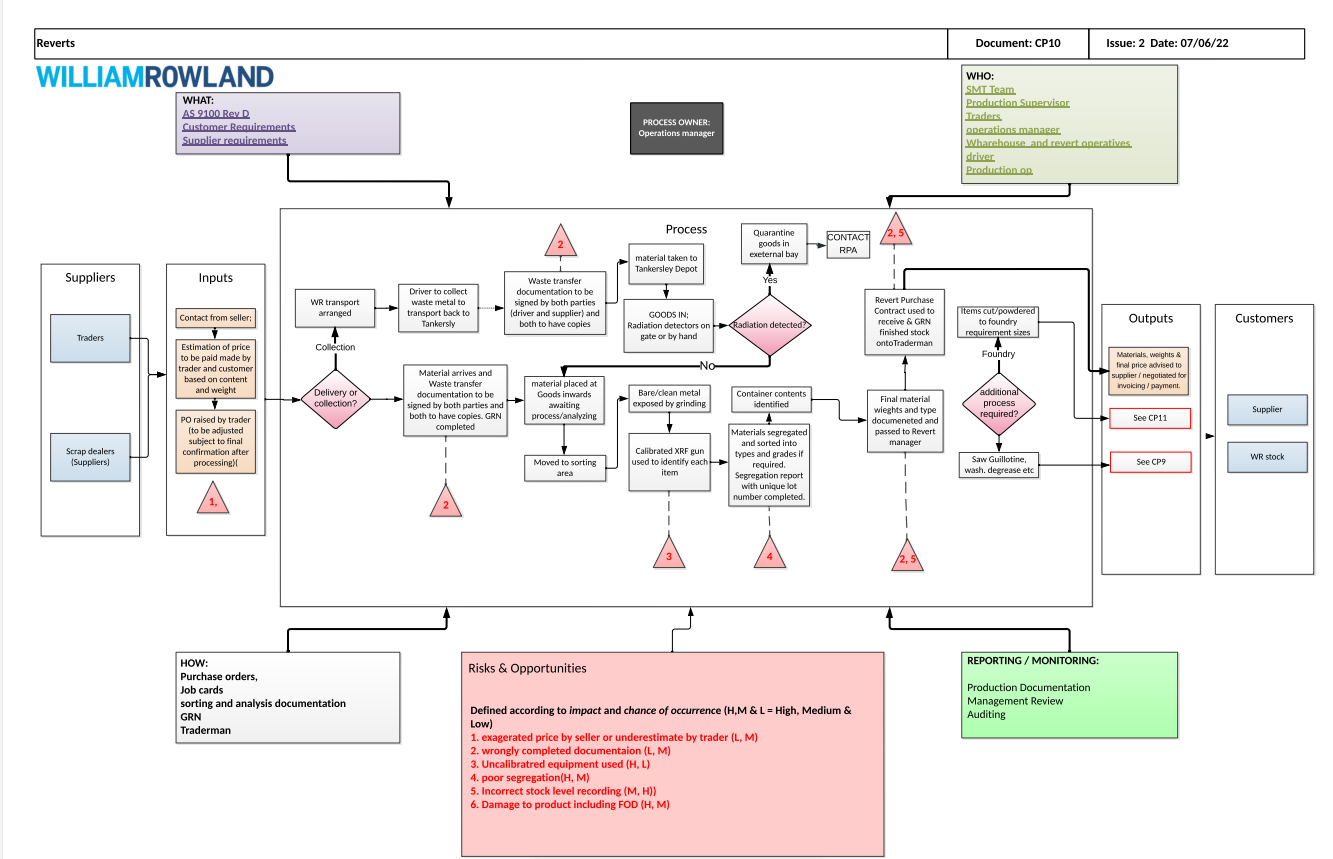 Reverts
Document: CP10
Issue: 2 Date: 07/06/22
WILLIAMROWLAND
WHAT:
AS 9100 Rev D
Customer Requirements
Supplier requirements
PROCESS OWNER:
Operations manager
WHO:
SMT Team
Production Supervisor
Traders
operations manager
Wharehouse and revert operatives
driver
Production op
Suppliers
Traders
Scrap dealers
(Suppliers)
Inputs
Contact from seller;
Estimation of price
to be paid made by
trader and customer
based on content
and weight
PO raised by trader
(to be adjusted
subject to final
confirmation after
processing)(
1,
Process
WR transport
arranged
Collection
Delivery or
collection?
Driver to collect
waste metal to
transport back to
Tankersly
2
Waste transfer
documentation to be
signed by both parties
(driver and supplier) and
both to have copies
material taken to
Tankersley Depot
GOODS IN;
Radiation detectors on
gate or by hand
Quarantine
goods in
exeternal bay
CONTACT
RPA
Yes
Radiation detected?
No
Material arrives and
Waste transfer
documentation to be
signed by both parties and
both to have copies. GRN
completed
2
material placed at
Goods inwards
awaiting
process/analyzing
Moved to sorting
area
Bare/clean metal
exposed by grinding
Calibrated XRF gun
used to identify each
item
3
Container contents
identified
Materials segregated
and sorted into
types and grades if
required.
Segregation report
with unique lot
number completed.
4
2, 5
Revert Purchase
Contract used to
receive & GRN
finished stock
ontoTraderman
Final material
wieghts and type
documeneted and
passed to Revert
manager
2, 5
Items cut/powdered
to foundry
requirement sizes
Foundry
additional
process
required?
Saw Guillotine,
wash. degrease etc
Outputs
Materials, weights &
final price advised to
supplier / negotiated for
invoicing / payment.
See CP11
See CP9
Customers
Supplier
WR stock
HOW:
Purchase orders,
Job cards
sorting and analysis documentation
GRN
Traderman
Risks & Opportunities
Defined according to impact and chance of occurrence (H,M & L = High, Medium &
Low)
1. exagerated price by seller or underestimate by trader (L, M)
2. wrongly completed documentaion (L, M)
3. Uncalibratred equipment used (H, L)
4. poor segregation(H, M)
5. Incorrect stock level recording (M, H))
6. Damage to product including FOD (H, M)
REPORTING / MONITORING:
Production Documentation
Management Review
Auditing